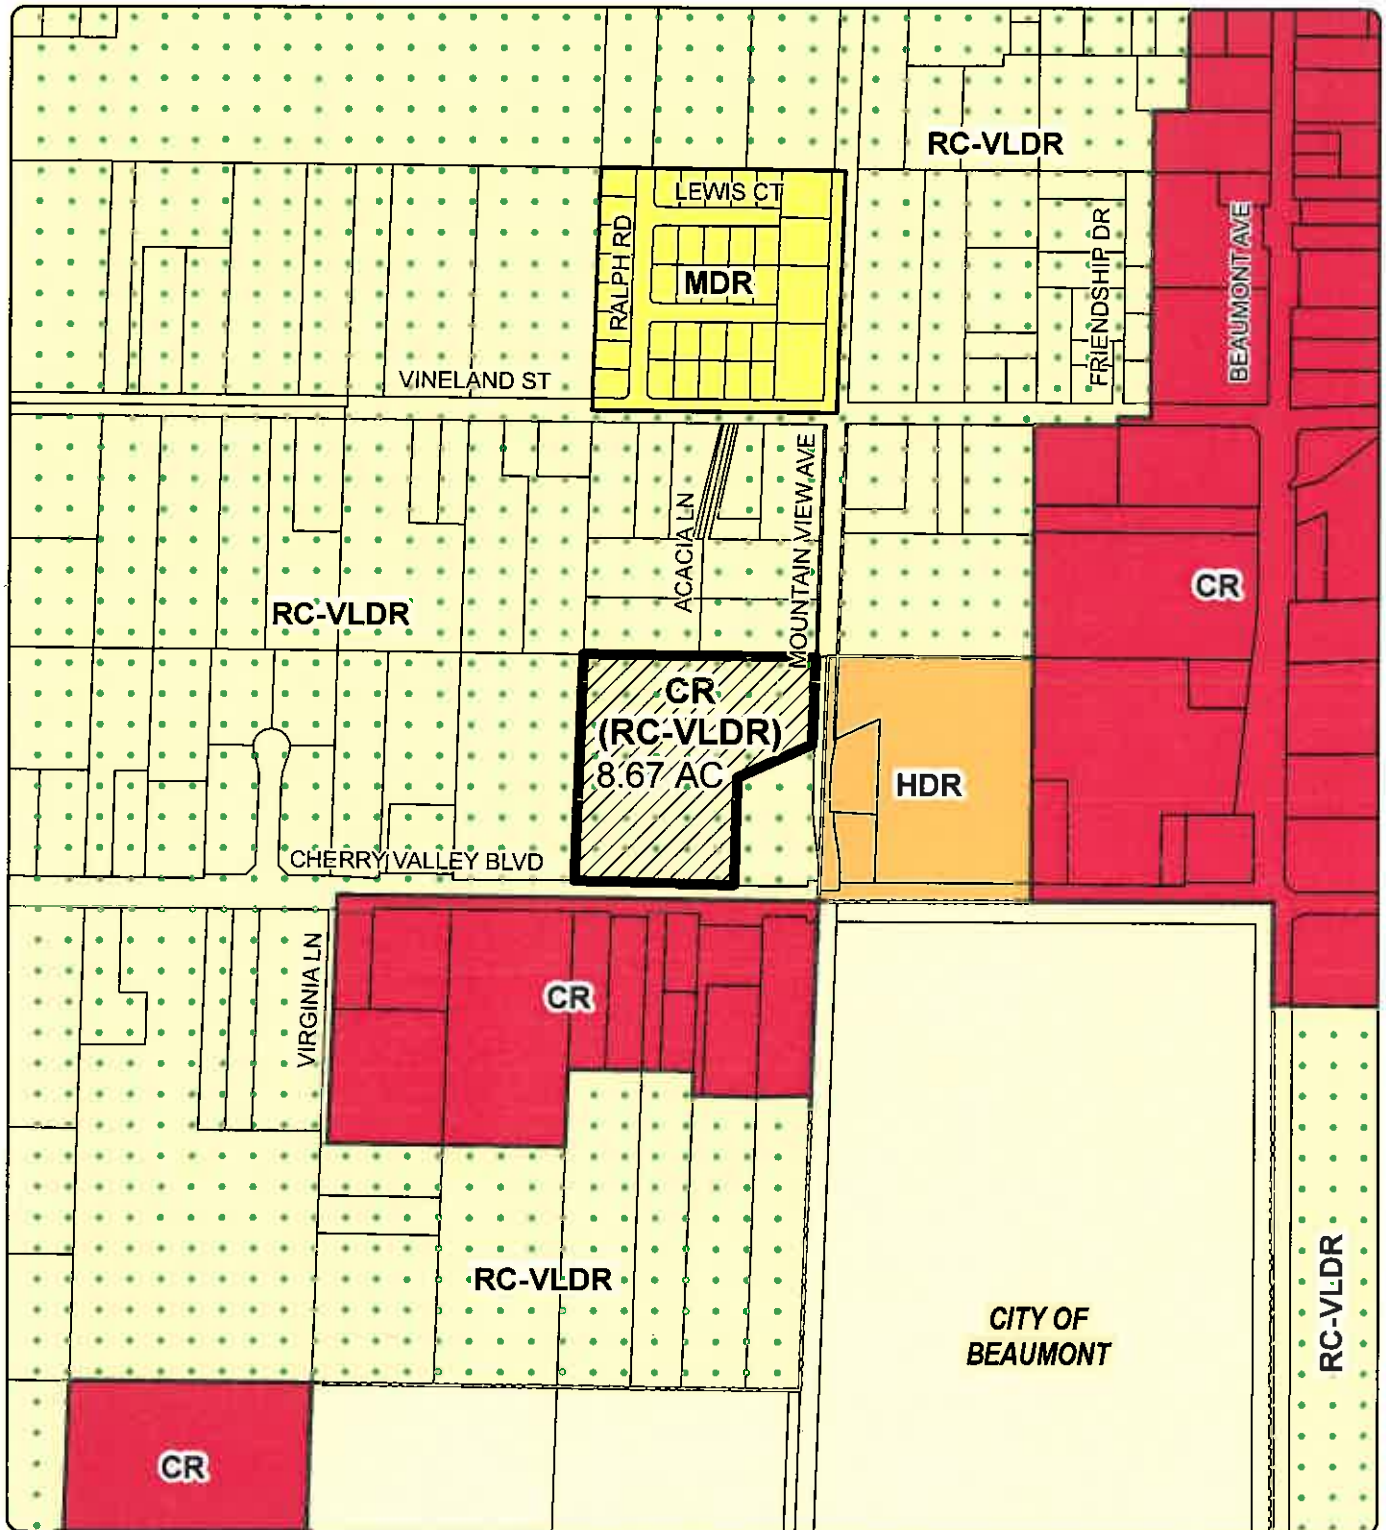 RC-VLDR
LEWIS CT
RALPH RD
MDR
FRIENDSHIP DR
BEAUMONT AVE
VINELAND ST
ACACIA LN
MOUNTAIN VIEW AVE
CR
RC-VLDR
CR
(RC-VLDR)
8.67 AC
HDR
CHERRY VALLEY BLVD
VIRGINIA LN
CR
RC-VLDR
CITY OF
BEAUMONT
RC-VLDR
CR